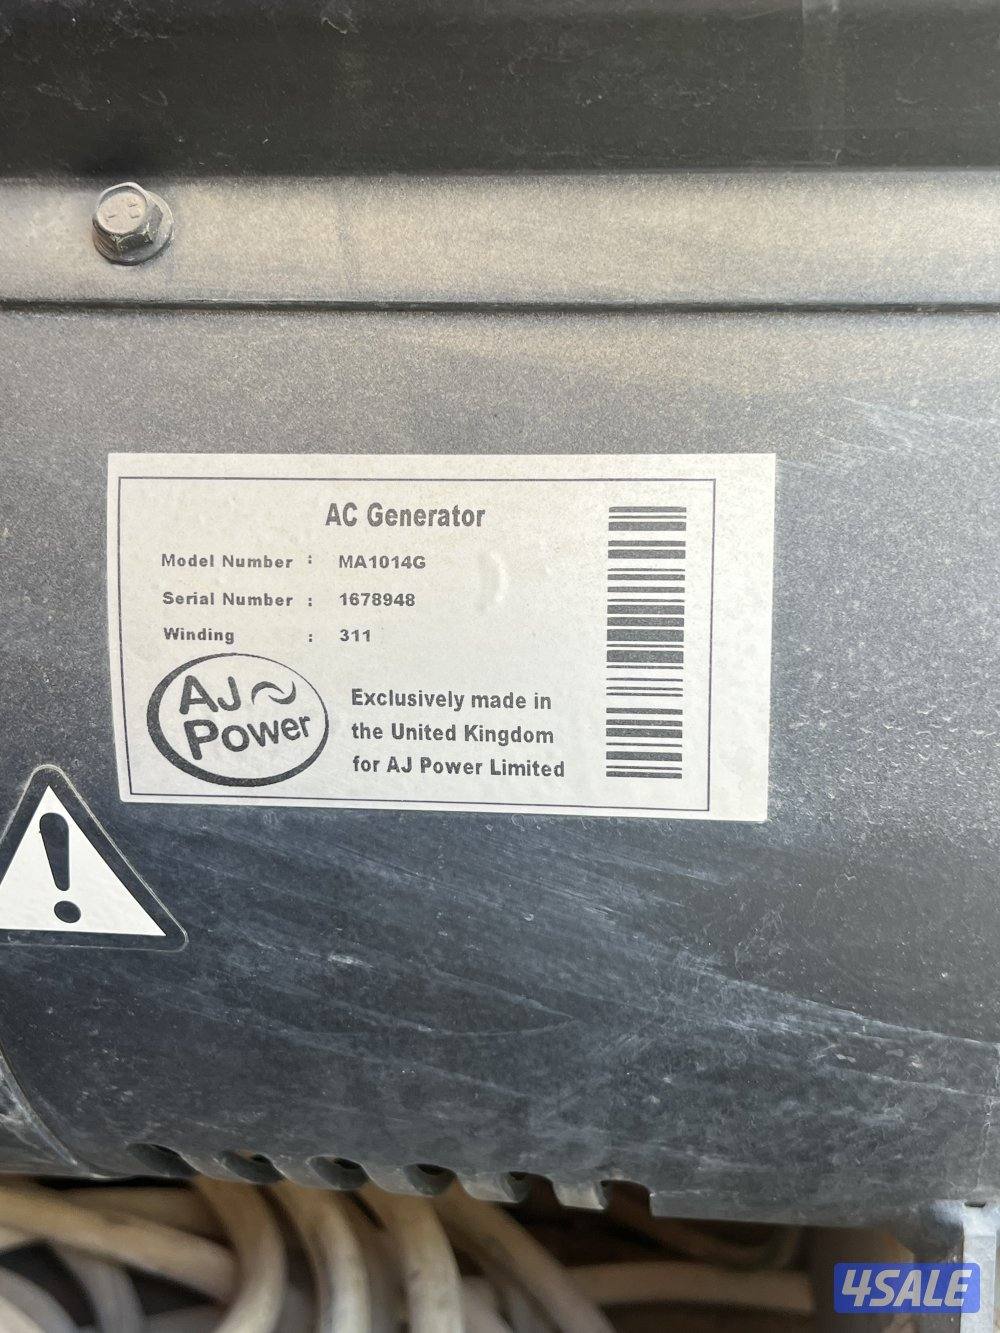 AC Generator
Model Number : MA1014G
Serial Number : 1678948
Winding : 311
AJ
Power
Exclusively made in
the United Kingdom
for AJ Power Limited
4SALE